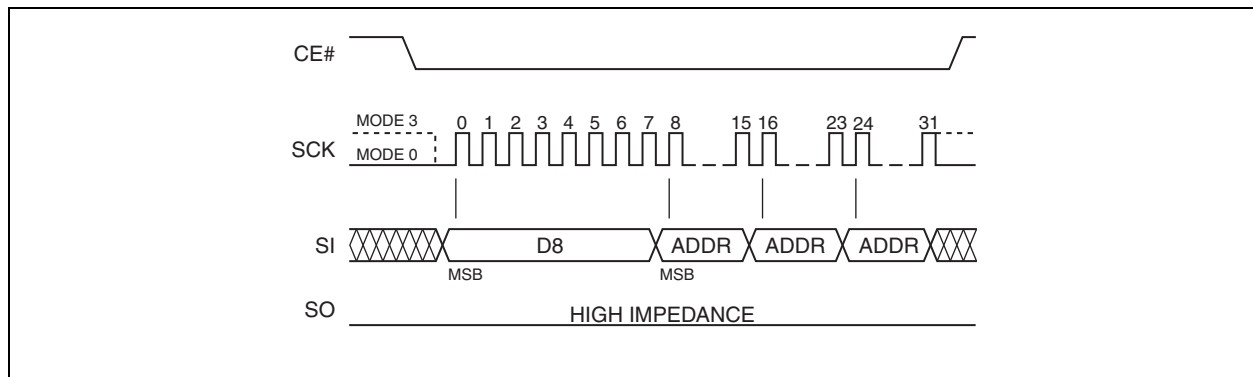 CE#
MODE 3
SCK
MODE 0
0 1 2 3 4 5 6 7 8 15 16 23 24 31
SI
D8 ADDR ADDR ADDR
MSB MSB
SO
HIGH IMPEDANCE